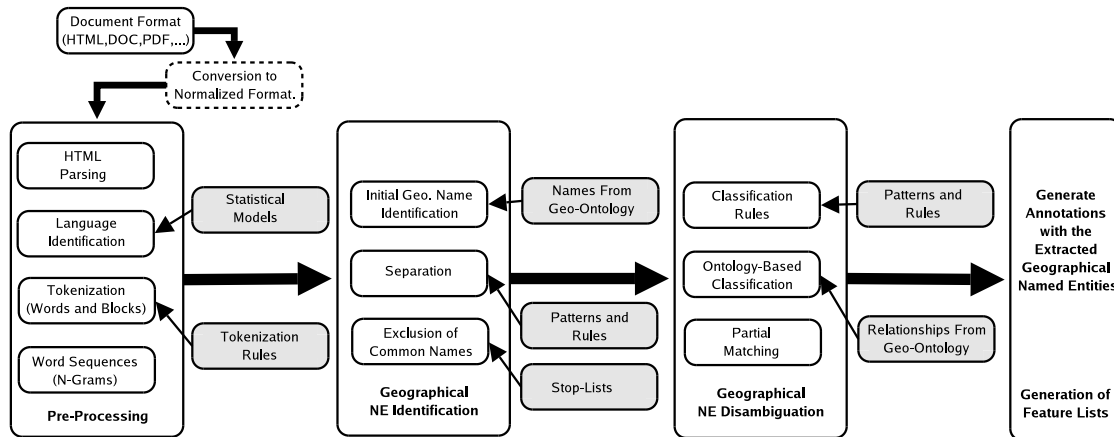 Document Format
(HTML,DOC,PDF,...)
Conversion to
Normalized Format.
HTML
Parsing
Language
Identification
Tokenization
(Words and Blocks)
Word Sequences
(N-Grams)
Pre-Processing
Statistical
Models
Tokenization
Rules
Initial Geo. Name
Identification
Separation
Exclusion of
Common Names
Geographical
NE Identification
Names From
Geo-Ontology
Patterns and
Rules
Stop-Lists
Classification
Rules
Ontology-Based
Classification
Partial
Matching
Geographical
NE Disambiguation
Patterns and
Rules
Relationships From
Geo-Ontology
Generate
Annotations
with the
Extracted
Geographical
Named Entities
Generation of
Feature Lists